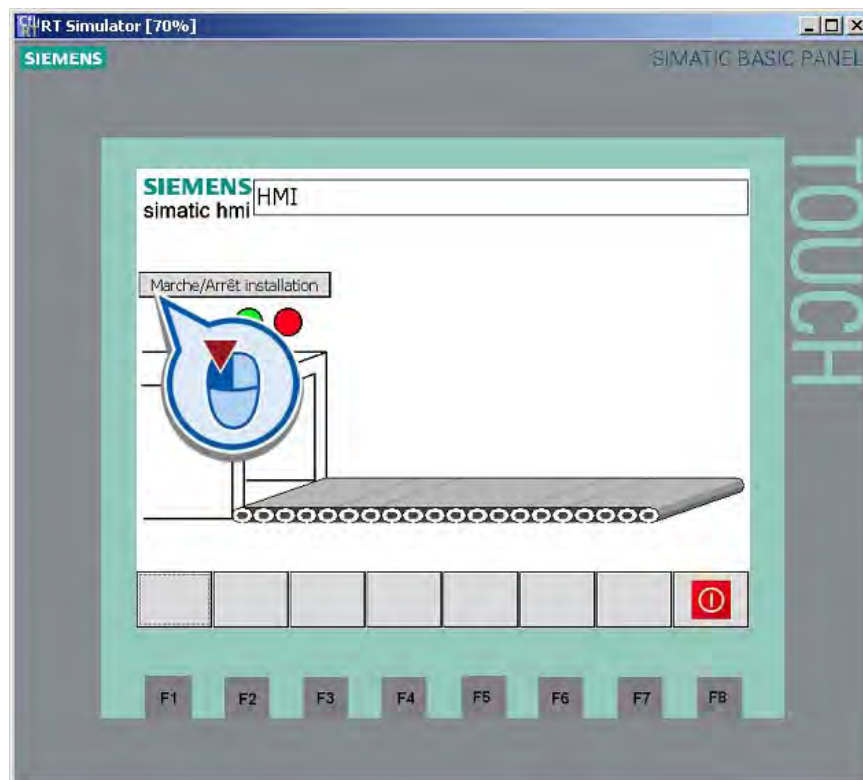 RT Simulator [70%]
SIEMENS
SIMATIC BASIC PANEL
TOUCH
SIEMENS
simatic hmi
HMI
Marche/Arrêt installation
F1 F2 F3 F4 F5 F6 F7 F8